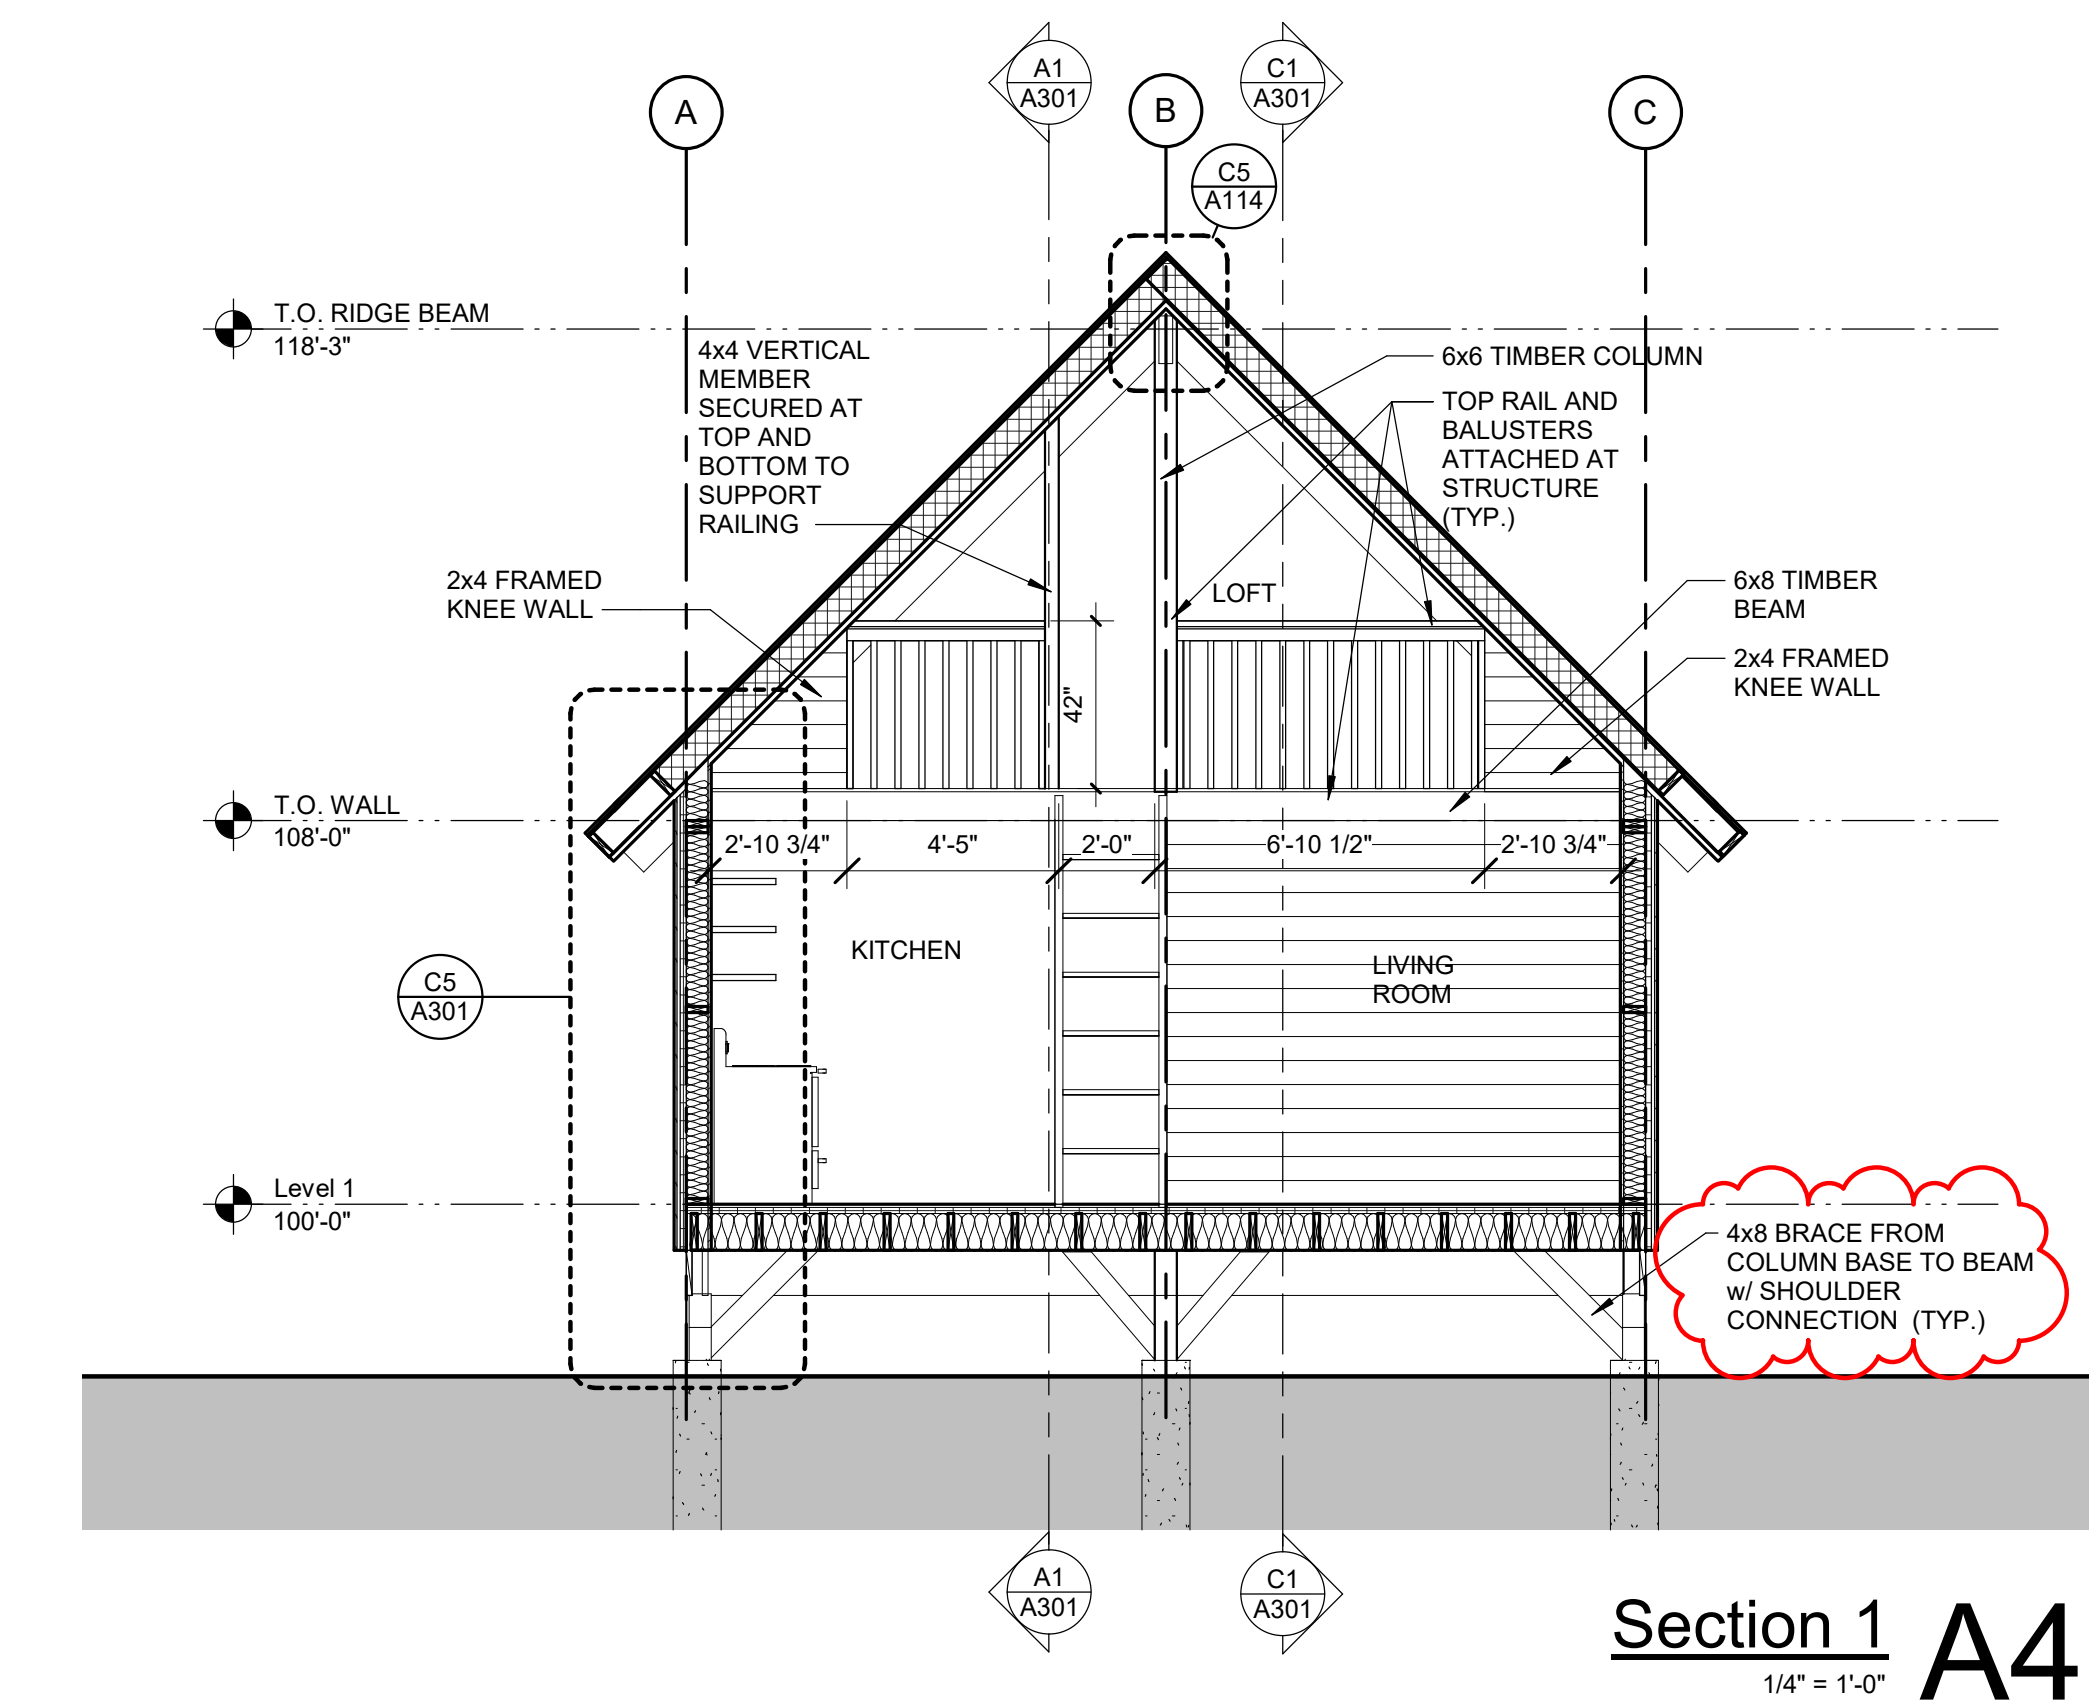 A1
A301
C1
A301
A
B
C
C5
A114
T.O. RIDGE BEAM
118'-3"
4x4 VERTICAL
MEMBER
SECURED AT
TOP AND
BOTTOM TO
SUPPORT
RAILING
6x6 TIMBER COLUMN
TOP RAIL AND
BALUSTERS
ATTACHED AT
STRUCTURE
(TYP.)
2x4 FRAMED
KNEE WALL
LOFT
6x8 TIMBER
BEAM
2x4 FRAMED
KNEE WALL
42"
T.O. WALL
108'-0"
2'-10 3/4"
4'-5"
2'-0"
6'-10 1/2"
2'-10 3/4"
KITCHEN
LIVING
ROOM
C5
A301
Level 1
100'-0"
4x8 BRACE FROM
COLUMN BASE TO BEAM
w/ SHOULDER
CONNECTION (TYP.)
A1
A301
C1
A301
Section 1
1/4" = 1'-0"
A4